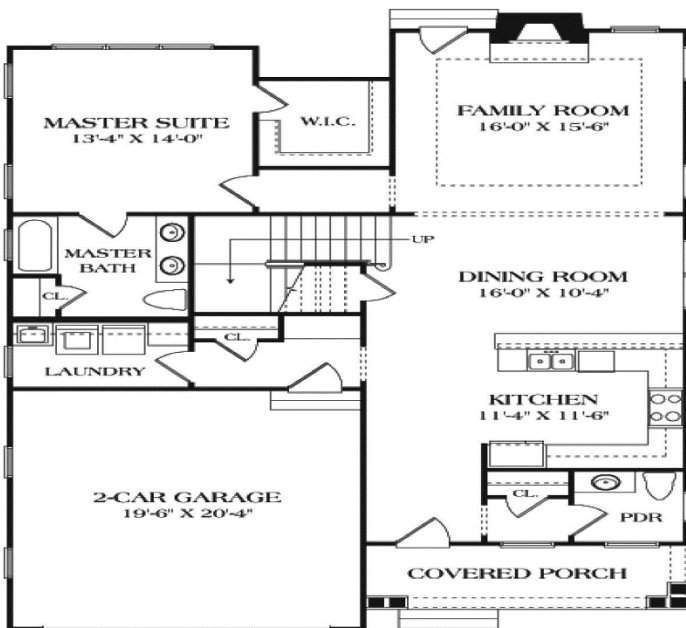 MASTER SUITE
13'-4" X 14'-0"
W.I.C.
FAMILY ROOM
16'-0" X 15'-6"
UP
MASTER
BATH
CL.
DINING ROOM
16'-0" X 10'-4"
CL.
LAUNDRY
KITCHEN
11'-4" X 11'-6"
2-CAR GARAGE
19'-6" X 20'-4"
CL.
PDR
COVERED PORCH